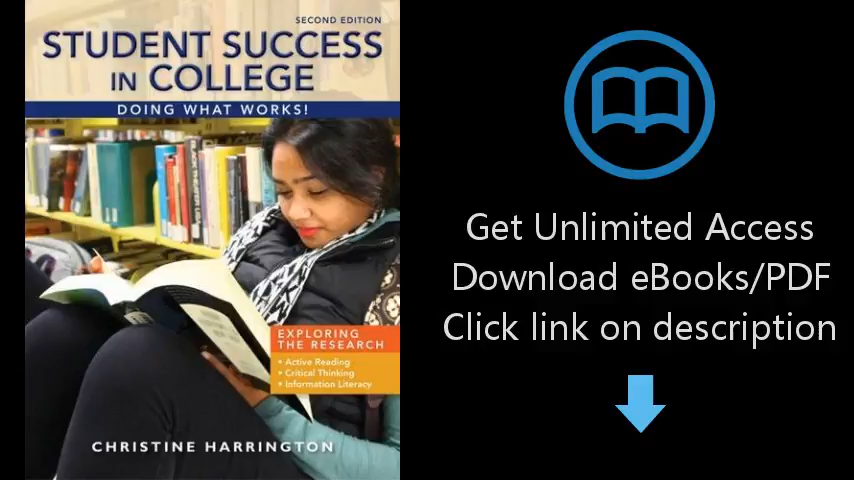 SECOND EDITION
STUDENT SUCCESS
IN COLLEGE
DOING WHAT WORKS!
EXPLORING
THE RESEARCH
• Active Reading
• Critical Thinking
• Information Literacy
CHRISTINE HARRINGTON
Get Unlimited Access
Download eBooks/PDF
Click link on description